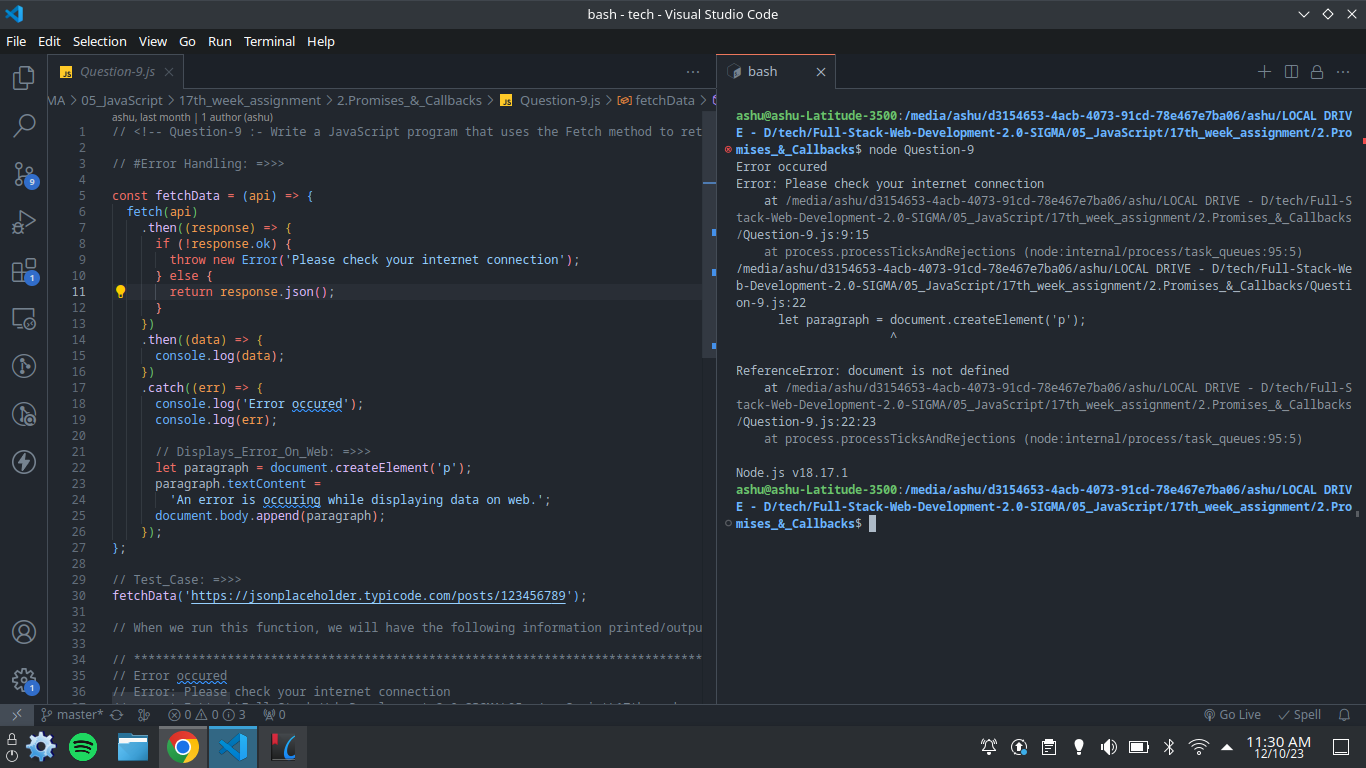 bash - tech - Visual Studio Code
File Edit Selection View Go Run Terminal Help
JS Question-9.js
bash
MA > 05_JavaScript > 17th_week_assignment > 2.Promises_&_Callbacks > JS Question-9.js > fetchData >
ashu, last month | 1 author (ashu)
1 // <!-- Question-9 :- Write a JavaScript program that uses the Fetch method to ret
2
3 // #Error Handling: =>>>
4
5 const fetchData = (api) => {
6 fetch(api)
7 .then((response) => {
8 if (!response.ok) {
9 throw new Error('Please check your internet connection');
10 } else {
11 return response.json();
12 }
13 })
14 .then((data) => {
15 console.log(data);
16 })
17 .catch((err) => {
18 console.log('Error occured');
19 console.log(err);
20
21 // Displays_Error_On_Web: =>>>
22 let paragraph = document.createElement('p');
23 paragraph.textContent =
24 'An error is occuring while displaying data on web.';
25 document.body.append(paragraph);
26 });
27 };
28
29 // Test_Case: =>>>
30 fetchData('https://jsonplaceholder.typicode.com/posts/123456789');
31
32 // When we run this function, we will have the following information printed/outpu
33
34 // *******************************************************************************
35 // Error occured
36 // Error: Please check your internet connection
ashu@ashu-Latitude-3500:/media/ashu/d3154653-4acb-4073-91cd-78e467e7ba06/ashu/LOCAL DRIV
E - D/tech/Full-Stack-Web-Development-2.0-SIGMA/05_JavaScript/17th_week_assignment/2.Pro
mises_&_Callbacks$ node Question-9
Error occured
Error: Please check your internet connection
at /media/ashu/d3154653-4acb-4073-91cd-78e467e7ba06/ashu/LOCAL DRIVE - D/tech/Full-S
tack-Web-Development-2.0-SIGMA/05_JavaScript/17th_week_assignment/2.Promises_&_Callbacks
/Question-9.js:9:15
at process.processTicksAndRejections (node:internal/process/task_queues:95:5)
/media/ashu/d3154653-4acb-4073-91cd-78e467e7ba06/ashu/LOCAL DRIVE - D/tech/Full-Stack-We
b-Development-2.0-SIGMA/05_JavaScript/17th_week_assignment/2.Promises_&_Callbacks/Questi
on-9.js:22
let paragraph = document.createElement('p');
^
ReferenceError: document is not defined
at /media/ashu/d3154653-4acb-4073-91cd-78e467e7ba06/ashu/LOCAL DRIVE - D/tech/Full-S
tack-Web-Development-2.0-SIGMA/05_JavaScript/17th_week_assignment/2.Promises_&_Callbacks
/Question-9.js:22:23
at process.processTicksAndRejections (node:internal/process/task_queues:95:5)
Node.js v18.17.1
ashu@ashu-Latitude-3500:/media/ashu/d3154653-4acb-4073-91cd-78e467e7ba06/ashu/LOCAL DRIV
E - D/tech/Full-Stack-Web-Development-2.0-SIGMA/05_JavaScript/17th_week_assignment/2.Pro
mises_&_Callbacks$
9
1
1
master* 0 0 3 0 Go Live Spell
11:30 AM
12/10/23